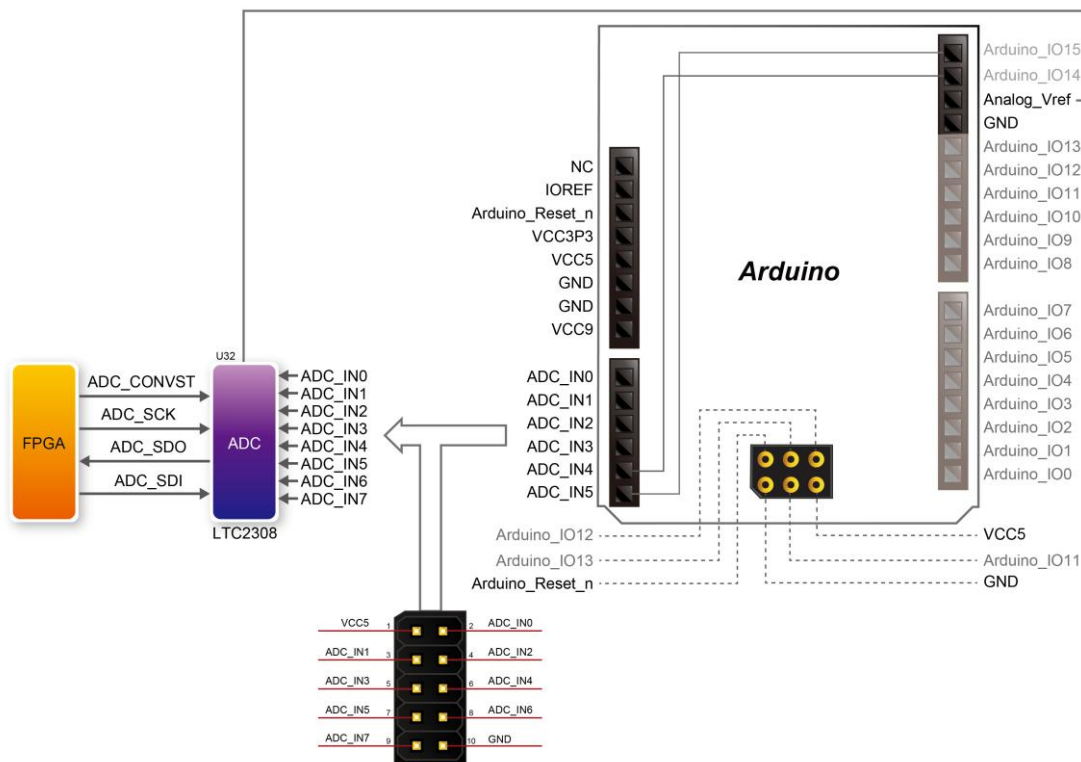 Arduino_IO15
Arduino_IO14
Analog_Vref
GND
Arduino_IO13
Arduino_IO12
Arduino_IO11
Arduino_IO10
Arduino_IO9
Arduino_IO8
NC
IOREF
Arduino_Reset_n
VCC3P3
VCC5
GND
GND
VCC9
Arduino
Arduino_IO7
Arduino_IO6
Arduino_IO5
Arduino_IO4
Arduino_IO3
Arduino_IO2
Arduino_IO1
Arduino_IO0
U32
FPGA
ADC_CONVST
ADC_SCK
ADC_SDO
ADC_SDI
ADC
LTC2308
ADC_IN0
ADC_IN1
ADC_IN2
ADC_IN3
ADC_IN4
ADC_IN5
ADC_IN6
ADC_IN7
ADC_IN0
ADC_IN1
ADC_IN2
ADC_IN3
ADC_IN4
ADC_IN5
Arduino_IO12
Arduino_IO13
Arduino_Reset_n
VCC5
Arduino_IO11
GND
VCC5 1 2 ADC_IN0
ADC_IN1 3 4 ADC_IN2
ADC_IN3 5 6 ADC_IN4
ADC_IN5 7 8 ADC_IN6
ADC_IN7 9 10 GND